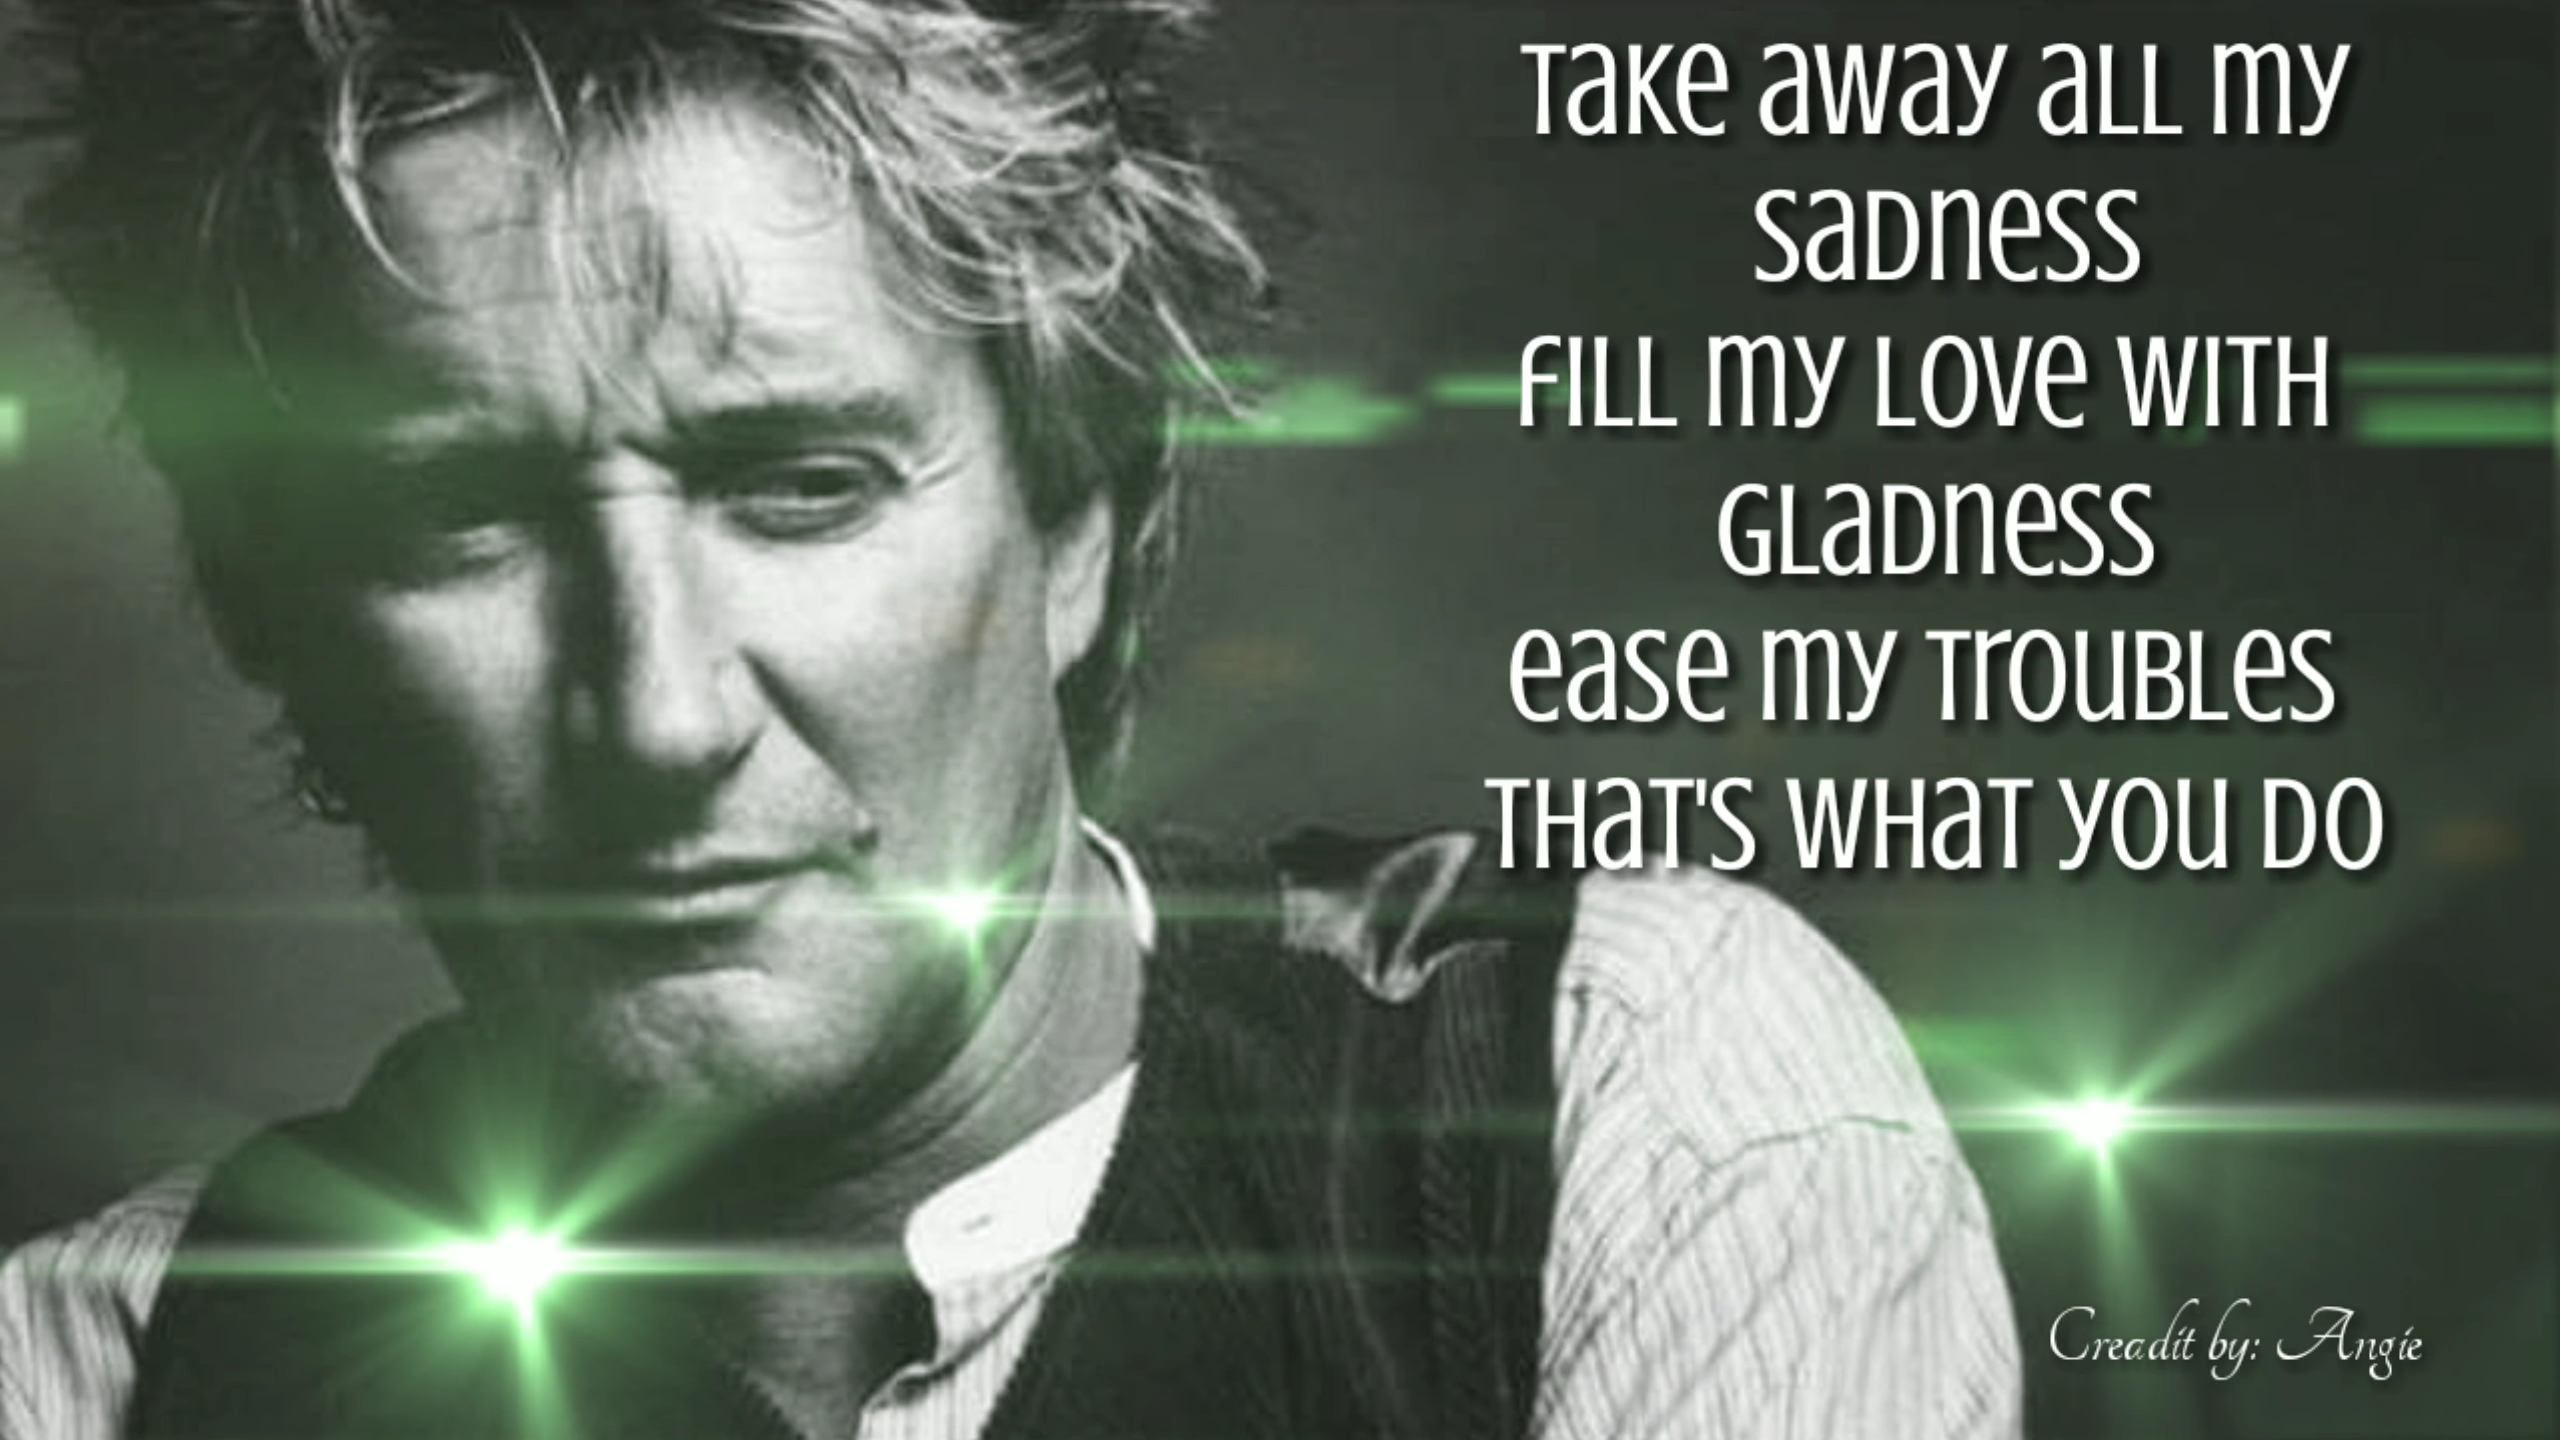 Take away all my
sadness
fill my love with
gladness
ease my troubles
that's what you do
Creadit by: Angie